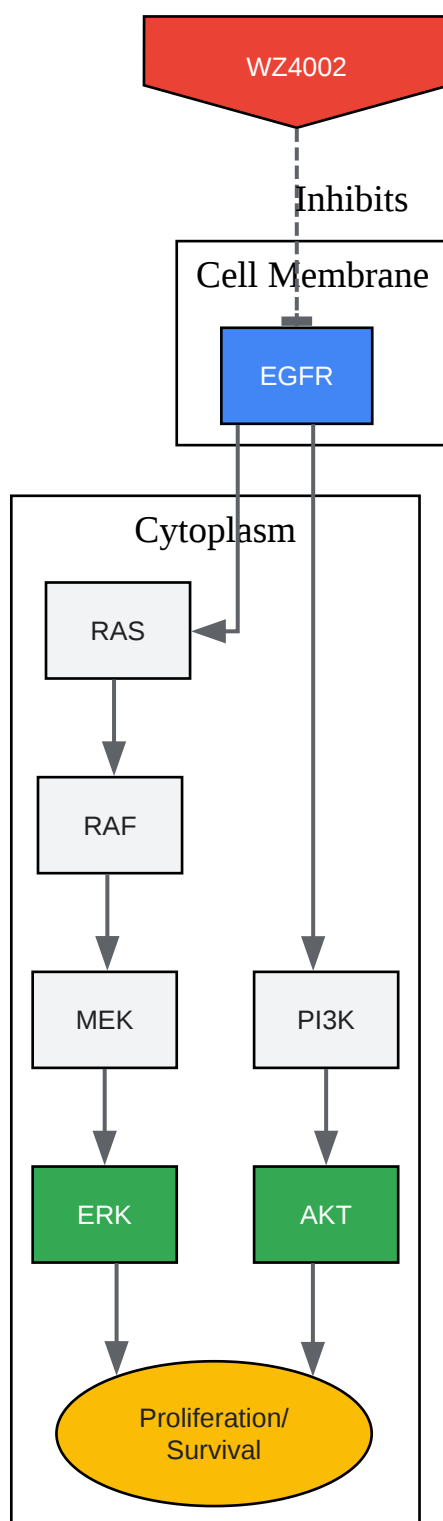 WZ4002
Inhibits
Cell Membrane
EGFR
Cytoplasm
RAS
RAF
MEK
PI3K
ERK
AKT
Proliferation/
Survival